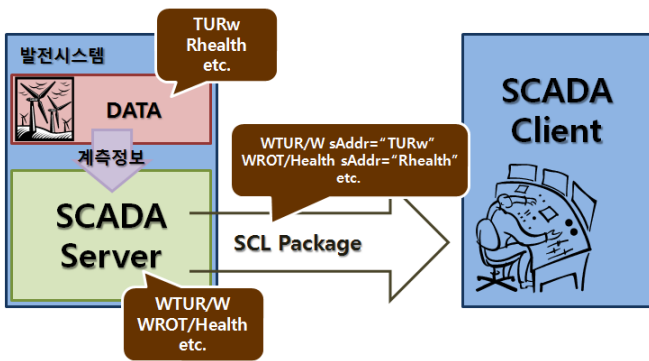 발전시스템
TURw
Rhealth
etc.
DATA
계측정보
SCADA
Server
WTUR/W
WROT/Health
etc.
WTUR/W sAddr=“TURw”
WROT/Health sAddr=“Rhealth”
etc.
SCL Package
SCADA
Client